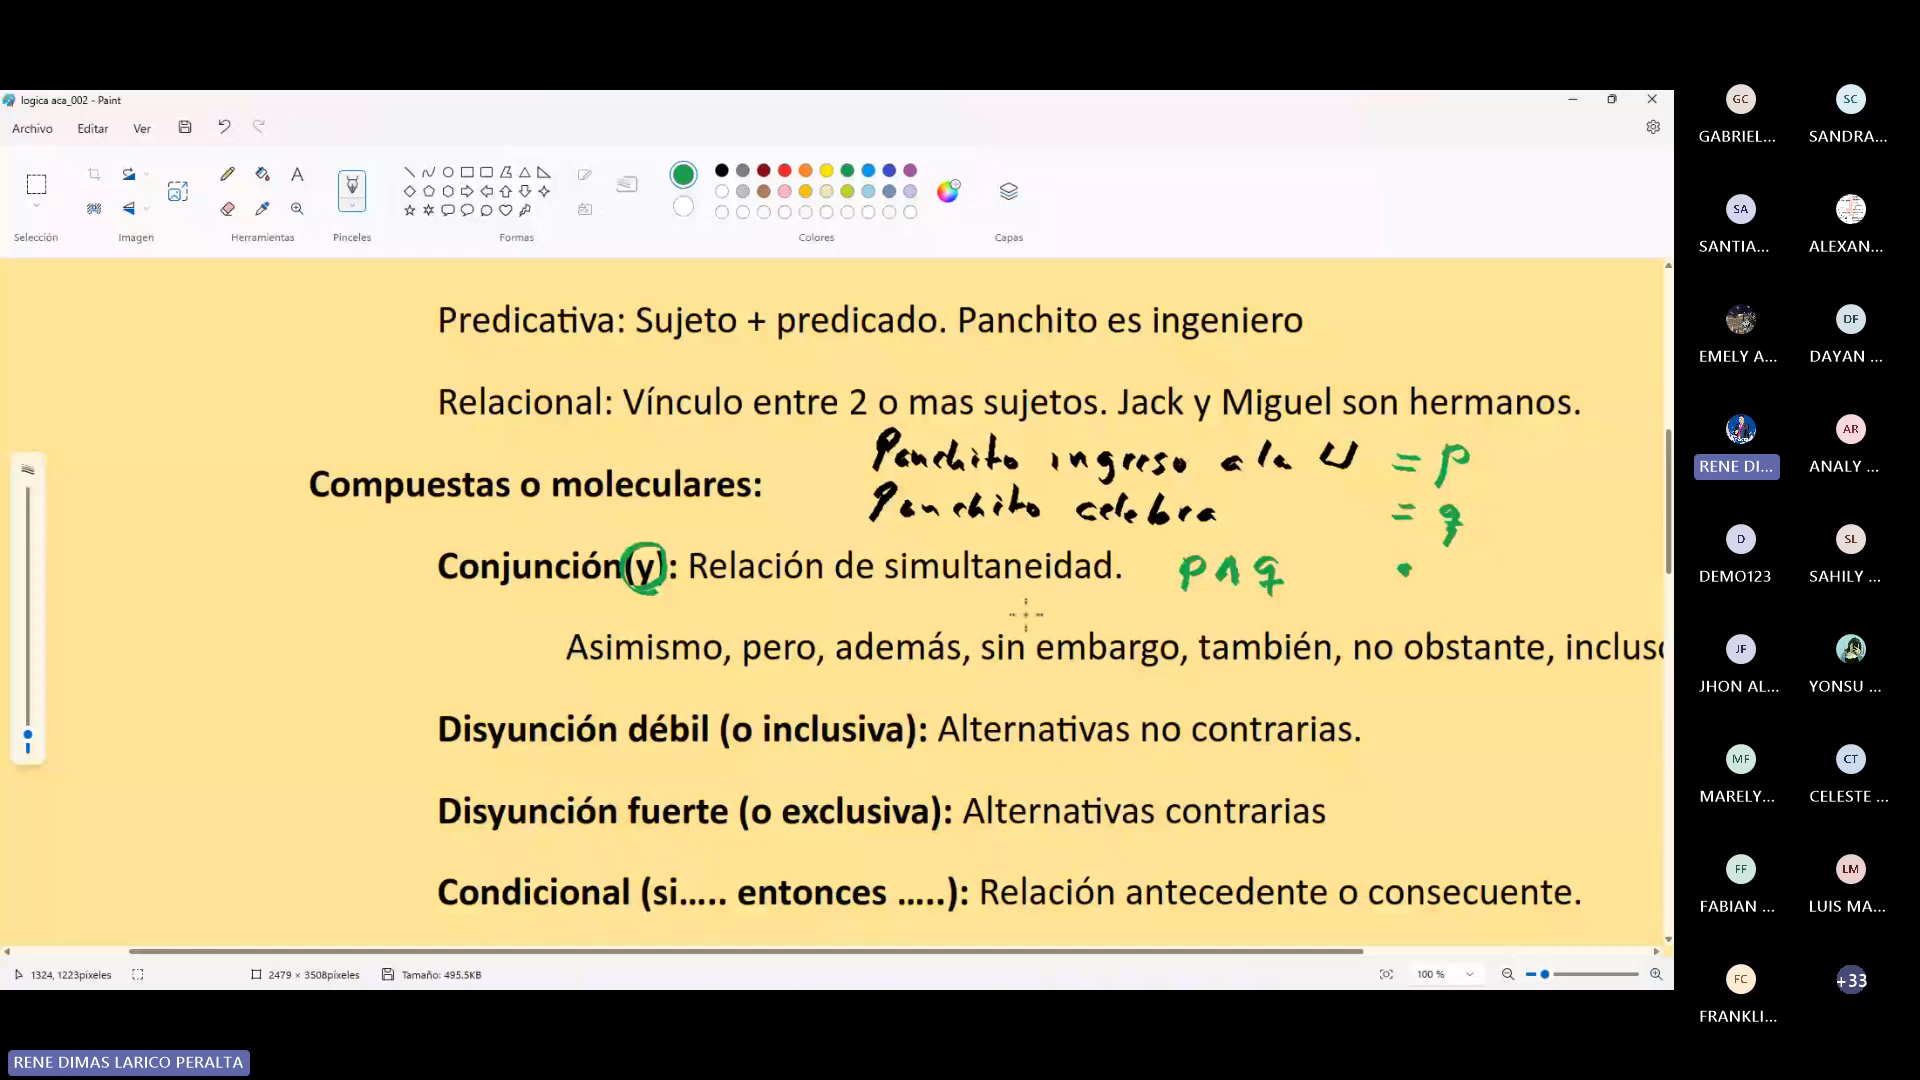 logica aca_002 - Paint
Archivo Editar Ver
Selección Imagen Herramientas Pinceles Formas Colores Capas
Predicativa: Sujeto + predicado. Panchito es ingeniero
Relacional: Vínculo entre 2 o mas sujetos. Jack y Miguel son hermanos.
Panchito ingreso a la U = p
Compuestas o moleculares:
Panchito celebra = q
Conjunción(y): Relación de simultaneidad. p ∧ q
Asimismo, pero, además, sin embargo, también, no obstante, incluso
Disyunción débil (o inclusiva): Alternativas no contrarias.
Disyunción fuerte (o exclusiva): Alternativas contrarias
Condicional (si….. entonces …..): Relación antecedente o consecuente.
1324, 1223píxeles 2479 × 3508píxeles Tamaño: 495.5KB 100 %
RENE DIMAS LARICO PERALTA
GC SC
GABRIEL... SANDRA...
SA
SANTIA... ALEXAN...
DF
EMELY A... DAYAN ...
AR
RENE DI... ANALY ...
D SL
DEMO123 SAHILY ...
JF
JHON AL... YONSU ...
MF CT
MARELY... CELESTE ...
FF LM
FABIAN ... LUIS MA...
FC +33
FRANKLI...